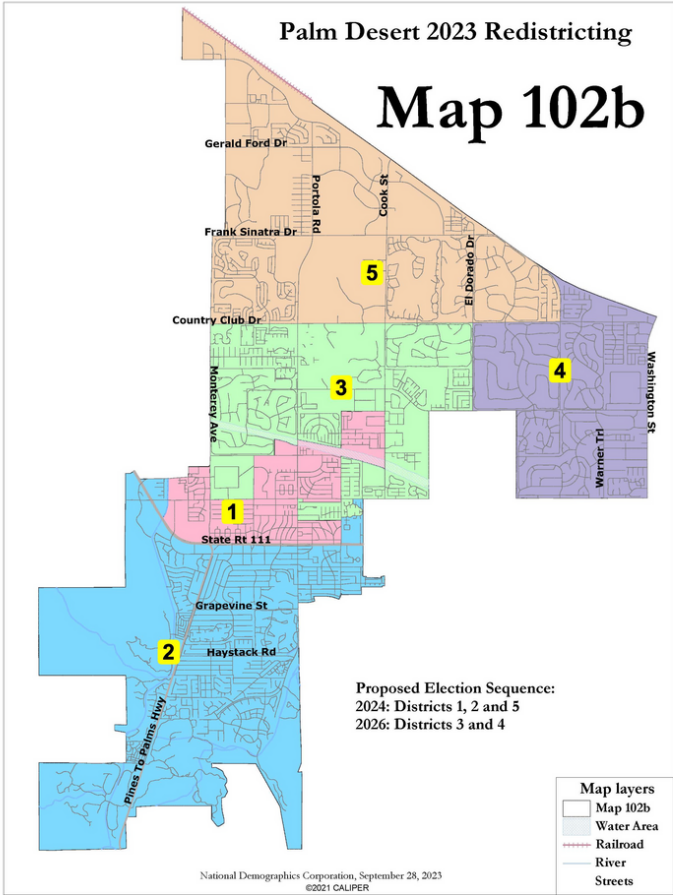 Palm Desert 2023 Redistricting
Map 102b
Gerald Ford Dr
Portola Rd
Cook St
Frank Sinatra Dr
El Dorado Dr
5
Country Club Dr
4
3
Monterey Ave
Washington St
Warner Trl
1
State Rt 111
Grapevine St
2
Haystack Rd
Pines To Palms Hwy
Proposed Election Sequence:
2024: Districts 1, 2 and 5
2026: Districts 3 and 4
Map layers
Map 102b
Water Area
Railroad
River
Streets
National Demographics Corporation, September 28, 2023
©2021 CALIPER